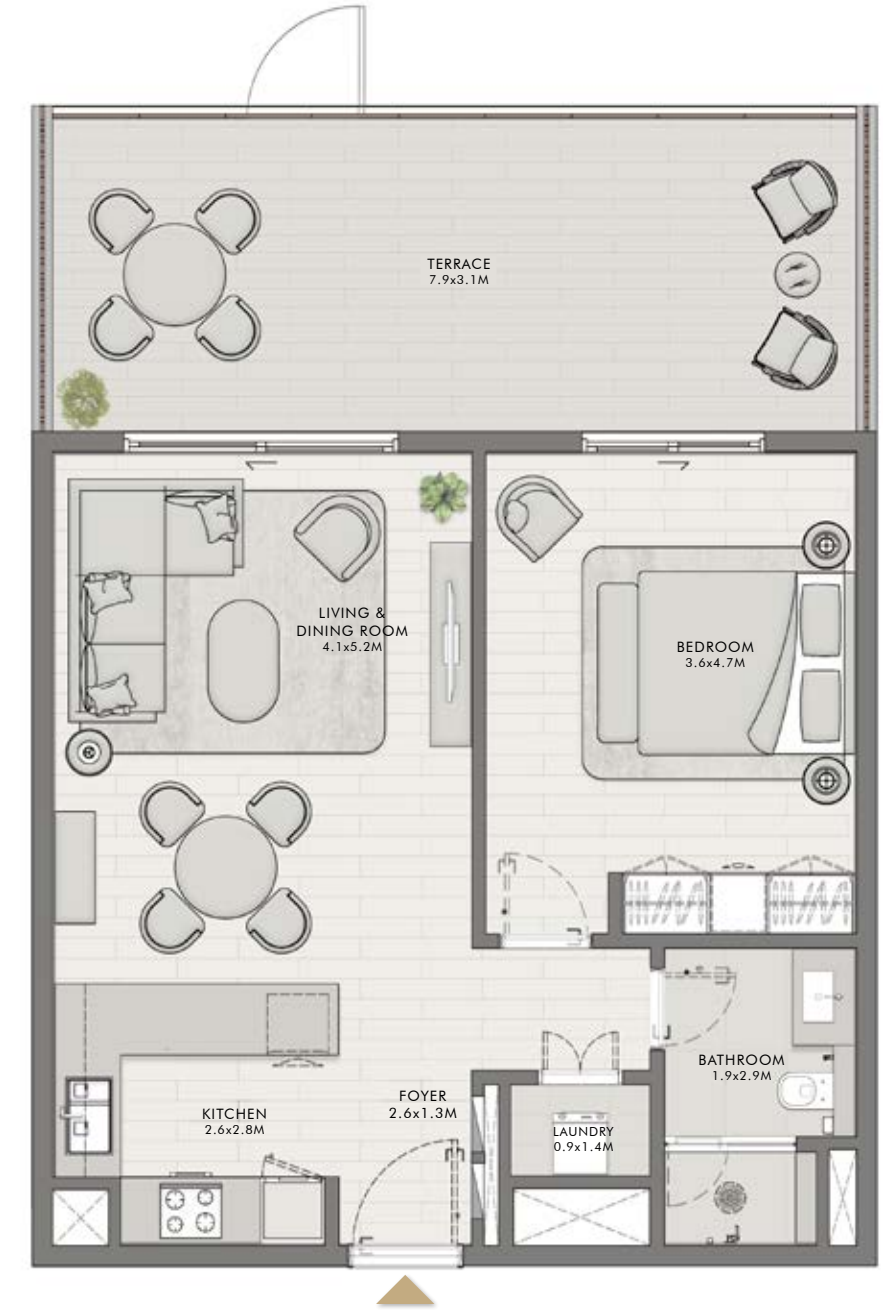 TERRACE
7.9x3.1M
LIVING &
DINING ROOM
4.1x5.2M
BEDROOM
3.6x4.7M
BATHROOM
1.9x2.9M
FOYER
2.6x1.3M
KITCHEN
2.6x2.8M
LAUNDRY
0.9x1.4M